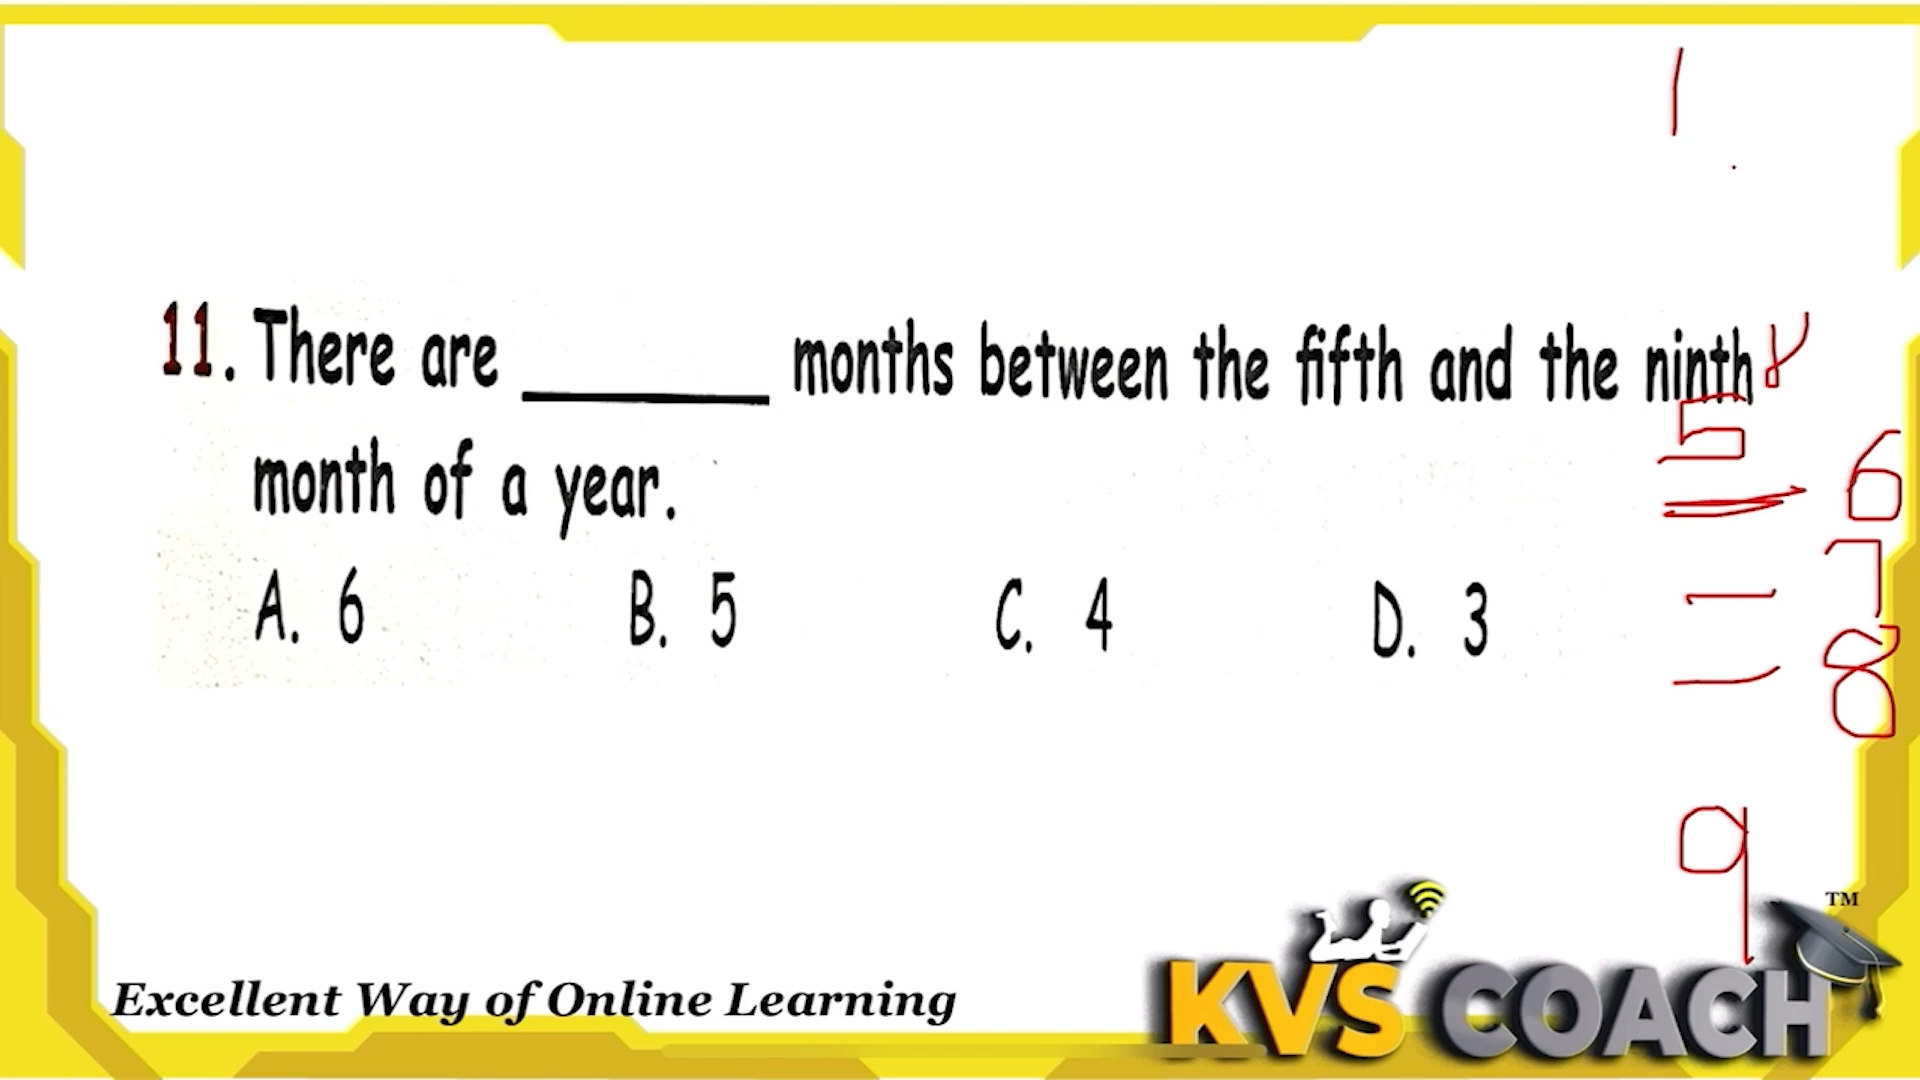 1
11. There are ________ months between the fifth and the ninth
month of a year.
A. 6 B. 5 C. 4 D. 3
5
6
7
8
9
Excellent Way of Online Learning
KVS COACH TM